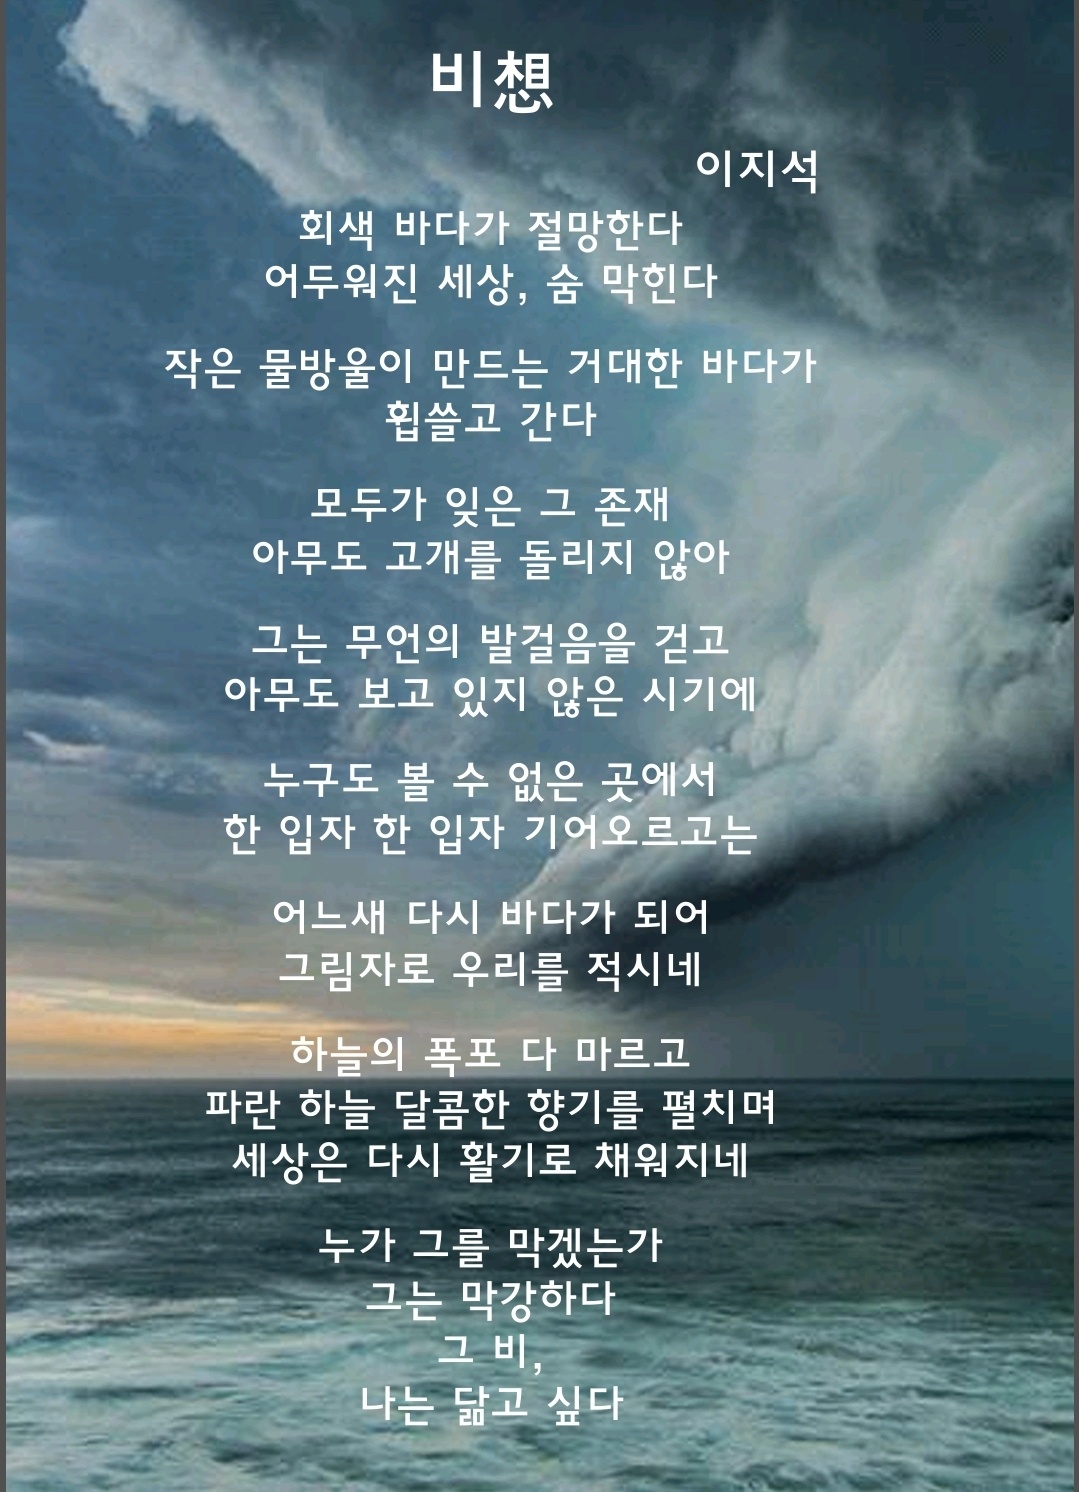 비想
이지석
회색 바다가 절망한다
어두워진 세상, 숨 막힌다
작은 물방울이 만드는 거대한 바다가
휩쓸고 간다
모두가 잊은 그 존재
아무도 고개를 돌리지 않아
그는 무언의 발걸음을 걷고
아무도 보고 있지 않은 시기에
누구도 볼 수 없은 곳에서
한 입자 한 입자 기어오르고는
어느새 다시 바다가 되어
그림자로 우리를 적시네
하늘의 폭포 다 마르고
파란 하늘 달콤한 향기를 펼치며
세상은 다시 활기로 채워지네
누가 그를 막겠는가
그는 막강하다
그 비,
나는 닮고 싶다